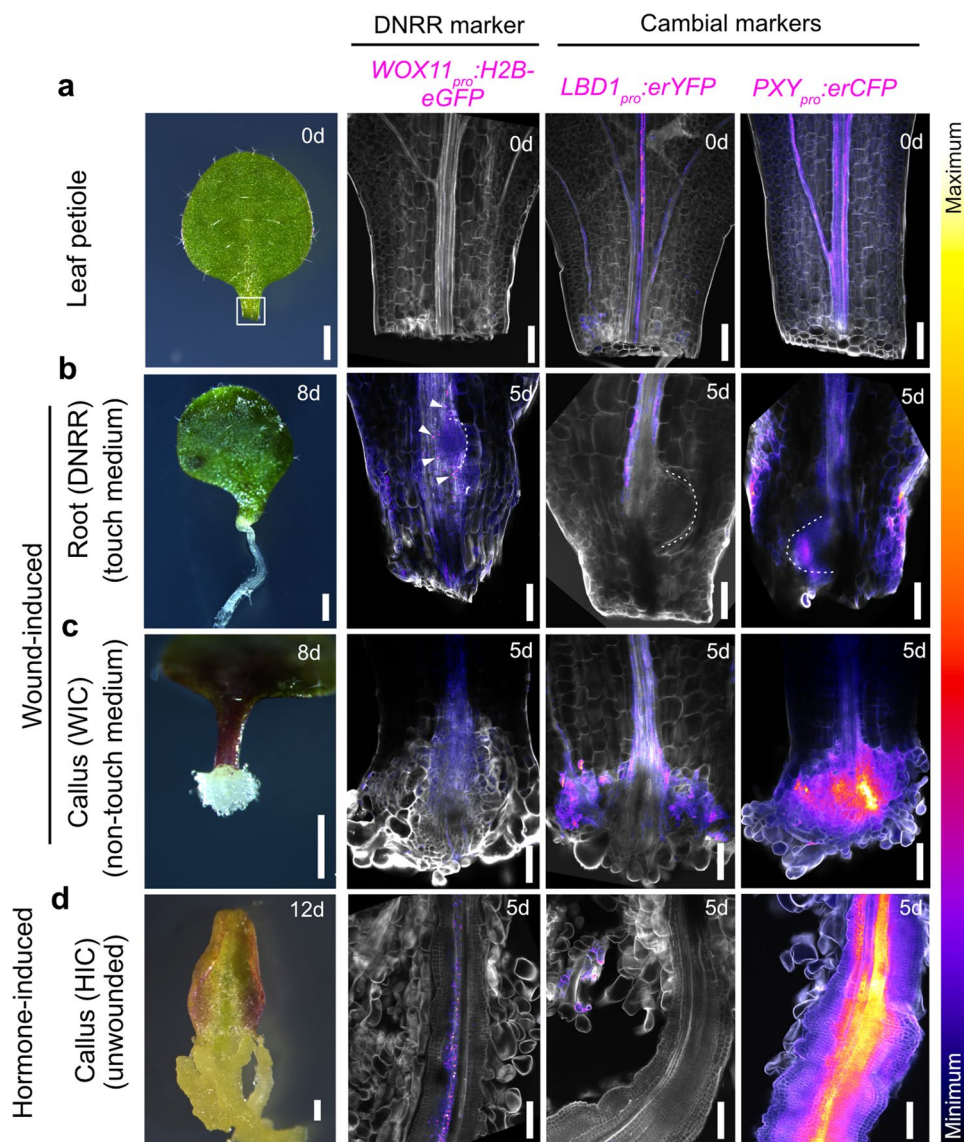 DNRR marker
Cambial markers
WOX11pro:H2B-
eGFP
LBD1pro:erYFP
PXYpro:erCFP
a
Leaf petiole
0d
0d
0d
0d
Maximum
b
Wound-induced
Root (DNRR)
(touch medium)
8d
5d
5d
5d
c
Callus (WIC)
(non-touch medium)
8d
5d
5d
5d
d
Hormone-induced
Callus (HIC)
(unwounded)
12d
5d
5d
5d
Minimum